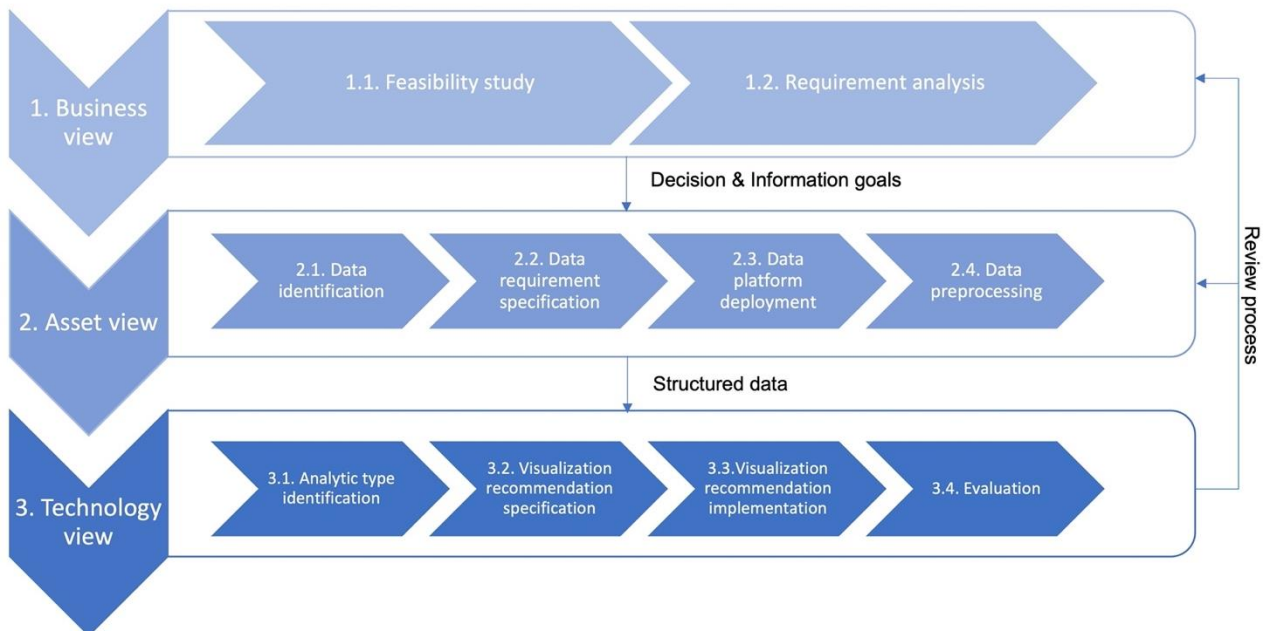 1. Business
view
1.1. Feasibility study
1.2. Requirement analysis
Decision & Information goals
2. Asset view
2.1. Data
identification
2.2. Data
requirement
specification
2.3. Data
platform
deployment
2.4. Data
preprocessing
Structured data
3. Technology
view
3.1. Analytic type
identification
3.2. Visualization
recommendation
specification
3.3.Visualization
recommendation
implementation
3.4. Evaluation
Review process